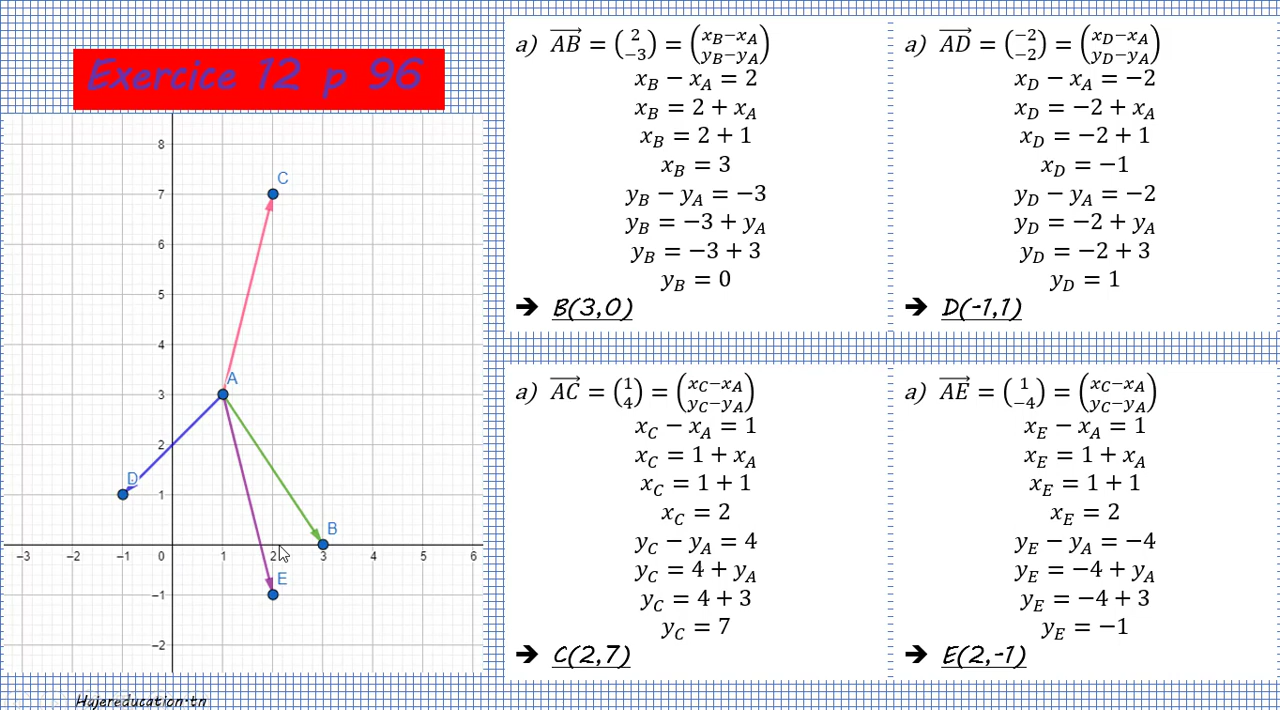 Exercice 12 p 96
8
C
7
6
5
4
A
3
2
D
1
B
−3 −2 −1 0 1 2 3 4 5 6
E
−1
−2
Hajereducation.tn
a) \overrightarrow{AB} = \binom{2}{−3} = \binom{x_B−x_A}{y_B−y_A}
x_B − x_A = 2
x_B = 2 + x_A
x_B = 2 + 1
x_B = 3
y_B − y_A = −3
y_B = −3 + y_A
y_B = −3 + 3
y_B = 0
➔ B(3,0)
a) \overrightarrow{AD} = \binom{−2}{−2} = \binom{x_D−x_A}{y_D−y_A}
x_D − x_A = −2
x_D = −2 + x_A
x_D = −2 + 1
x_D = −1
y_D − y_A = −2
y_D = −2 + y_A
y_D = −2 + 3
y_D = 1
➔ D(-1,1)
a) \overrightarrow{AC} = \binom{1}{4} = \binom{x_C−x_A}{y_C−y_A}
x_C − x_A = 1
x_C = 1 + x_A
x_C = 1 + 1
x_C = 2
y_C − y_A = 4
y_C = 4 + y_A
y_C = 4 + 3
y_C = 7
➔ C(2,7)
a) \overrightarrow{AE} = \binom{1}{−4} = \binom{x_C−x_A}{y_C−y_A}
x_E − x_A = 1
x_E = 1 + x_A
x_E = 1 + 1
x_E = 2
y_E − y_A = −4
y_E = −4 + y_A
y_E = −4 + 3
y_E = −1
➔ E(2,-1)